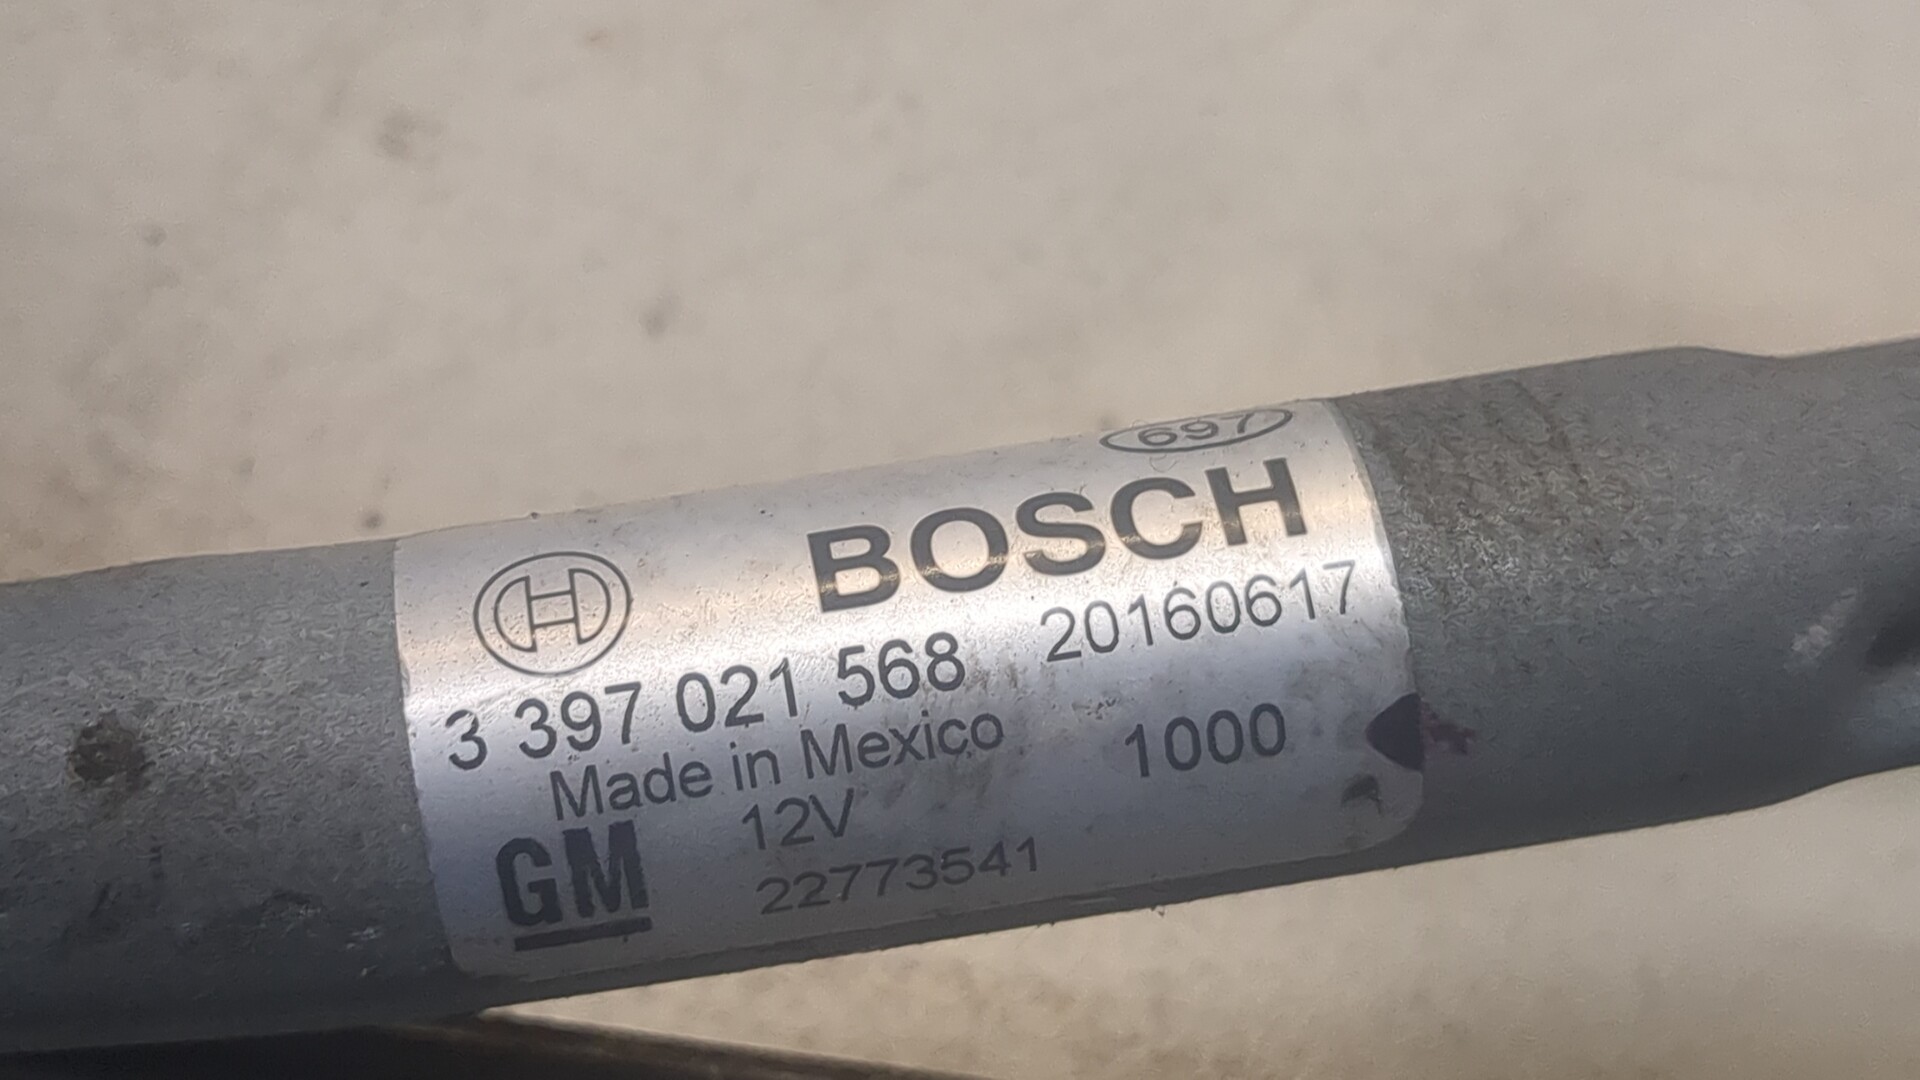 697
BOSCH
3 397 021 568 20160617
Made in Mexico 1000
12V
GM 22773541